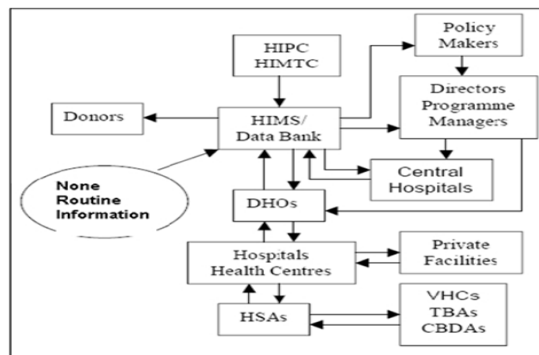 HIPC
HIMTC
Policy
Makers
Donors
HIMS/
Data Bank
Directors
Programme
Managers
None
Routine
Information
Central
Hospitals
DHOs
Hospitals
Health Centres
Private
Facilities
HSAs
VHCs
TBAs
CBDAs